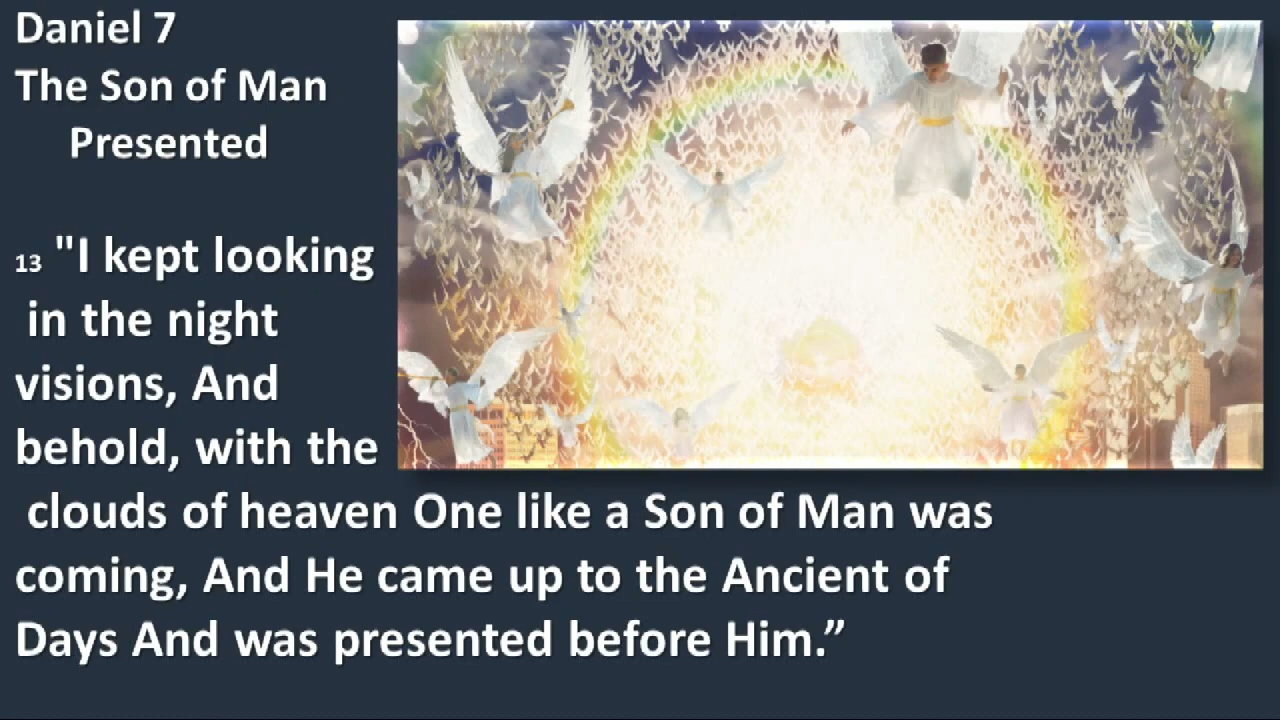 Daniel 7
The Son of Man
Presented
13 "I kept looking
in the night
visions, And
behold, with the
clouds of heaven One like a Son of Man was
coming, And He came up to the Ancient of
Days And was presented before Him.”